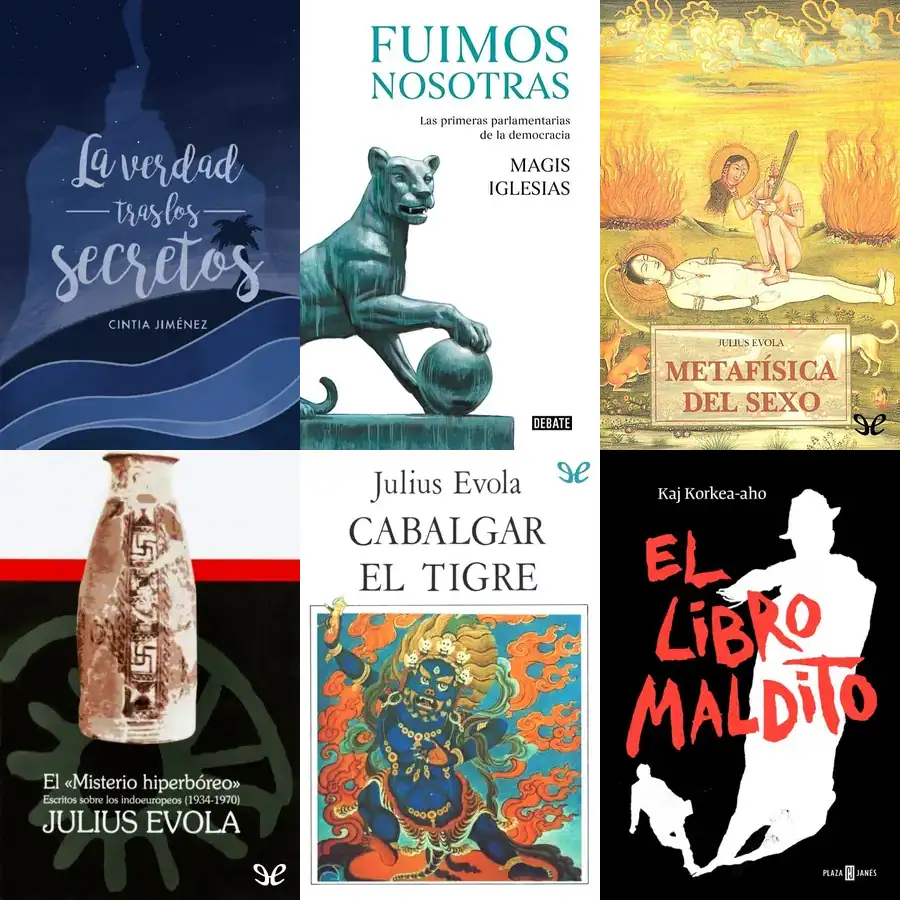 La verdad
tras los
secretos
CINTIA JIMÉNEZ
FUIMOS
NOSOTRAS
Las primeras parlamentarias
de la democracia
MAGIS
IGLESIAS
DEBATE
JULIUS EVOLA
METAFÍSICA
DEL SEXO
El «Misterio hiperbóreo»
Escritos sobre los indoeuropeos (1934-1970)
JULIUS EVOLA
Julius Evola
CABALGAR
EL TIGRE
Kaj Korkea-aho
EL
LIBRO
MALDITO
PLAZA JANÉS